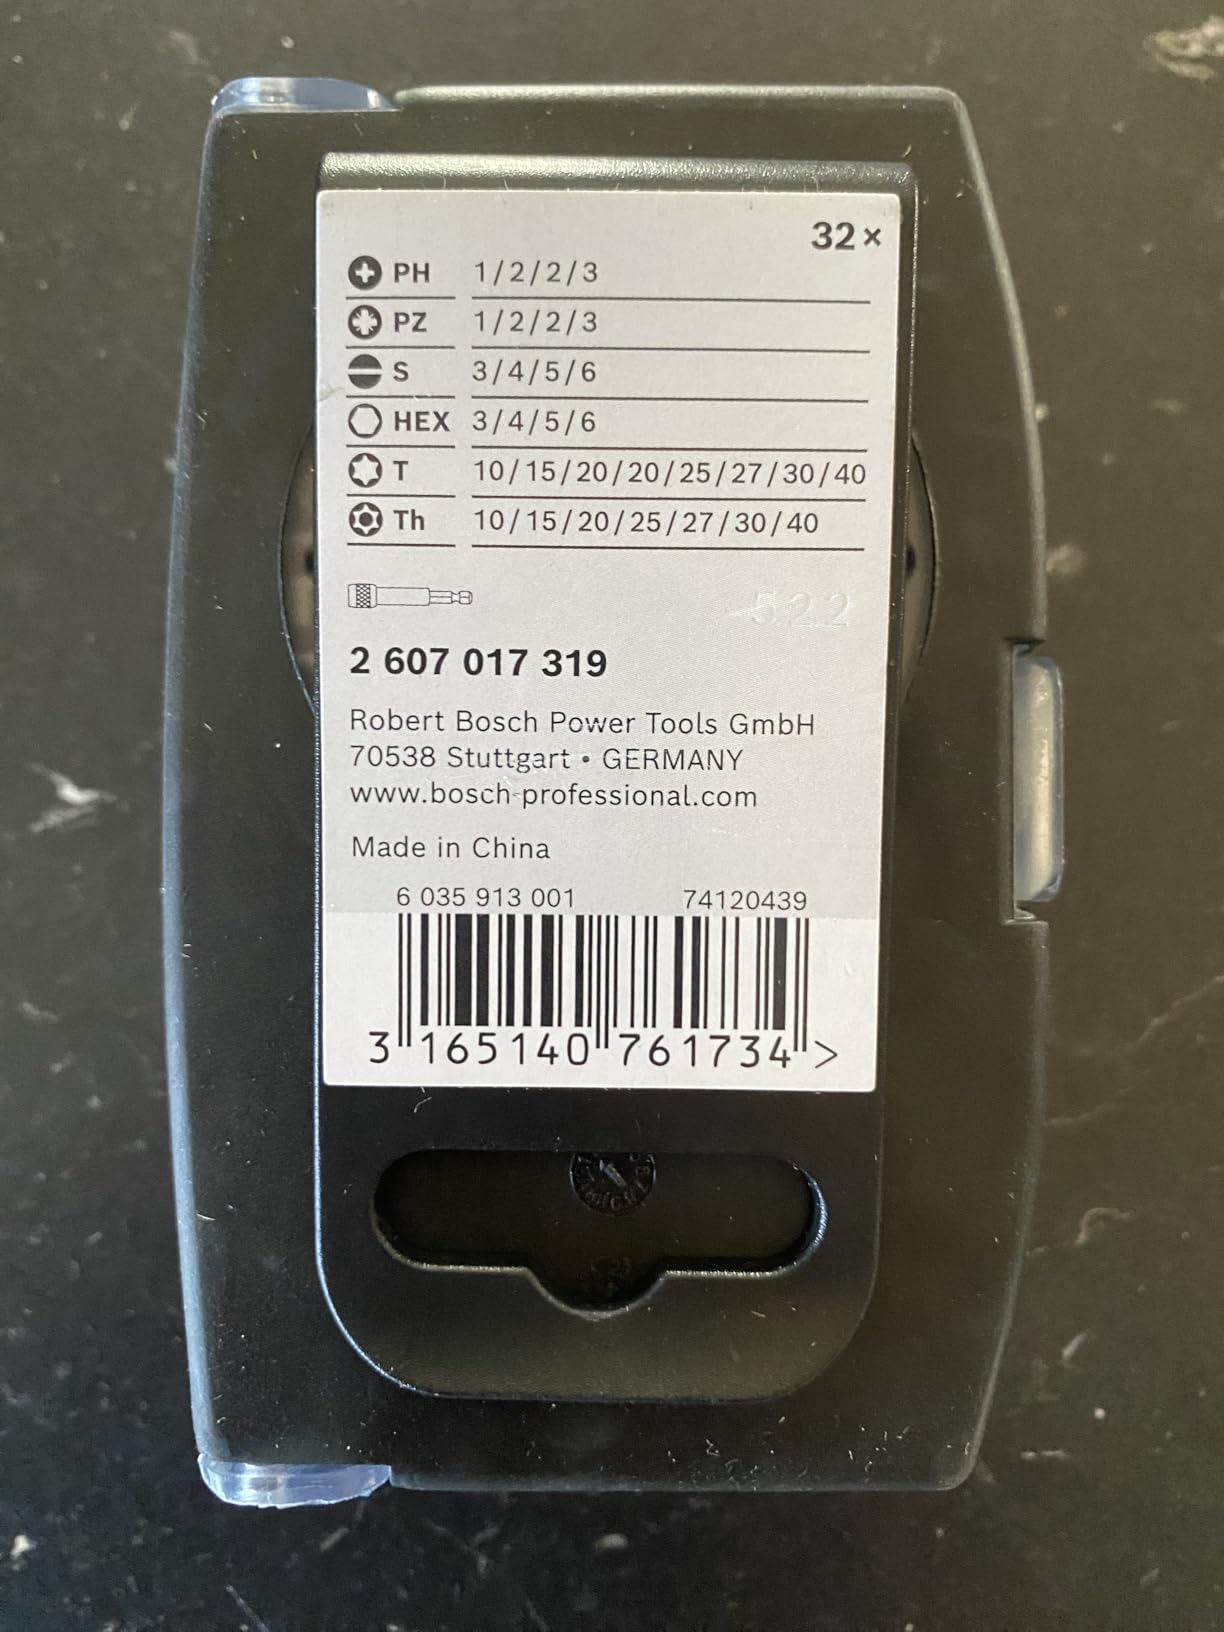 32×
PH 1/2/2/3
PZ 1/2/2/3
S 3/4/5/6
HEX 3/4/5/6
T 10/15/20/20/25/27/30/40
Th 10/15/20/25/27/30/40
522
2 607 017 319
Robert Bosch Power Tools GmbH
70538 Stuttgart • GERMANY
www.bosch-professional.com
Made in China
6 035 913 001 74120439
3 165140 761734 >